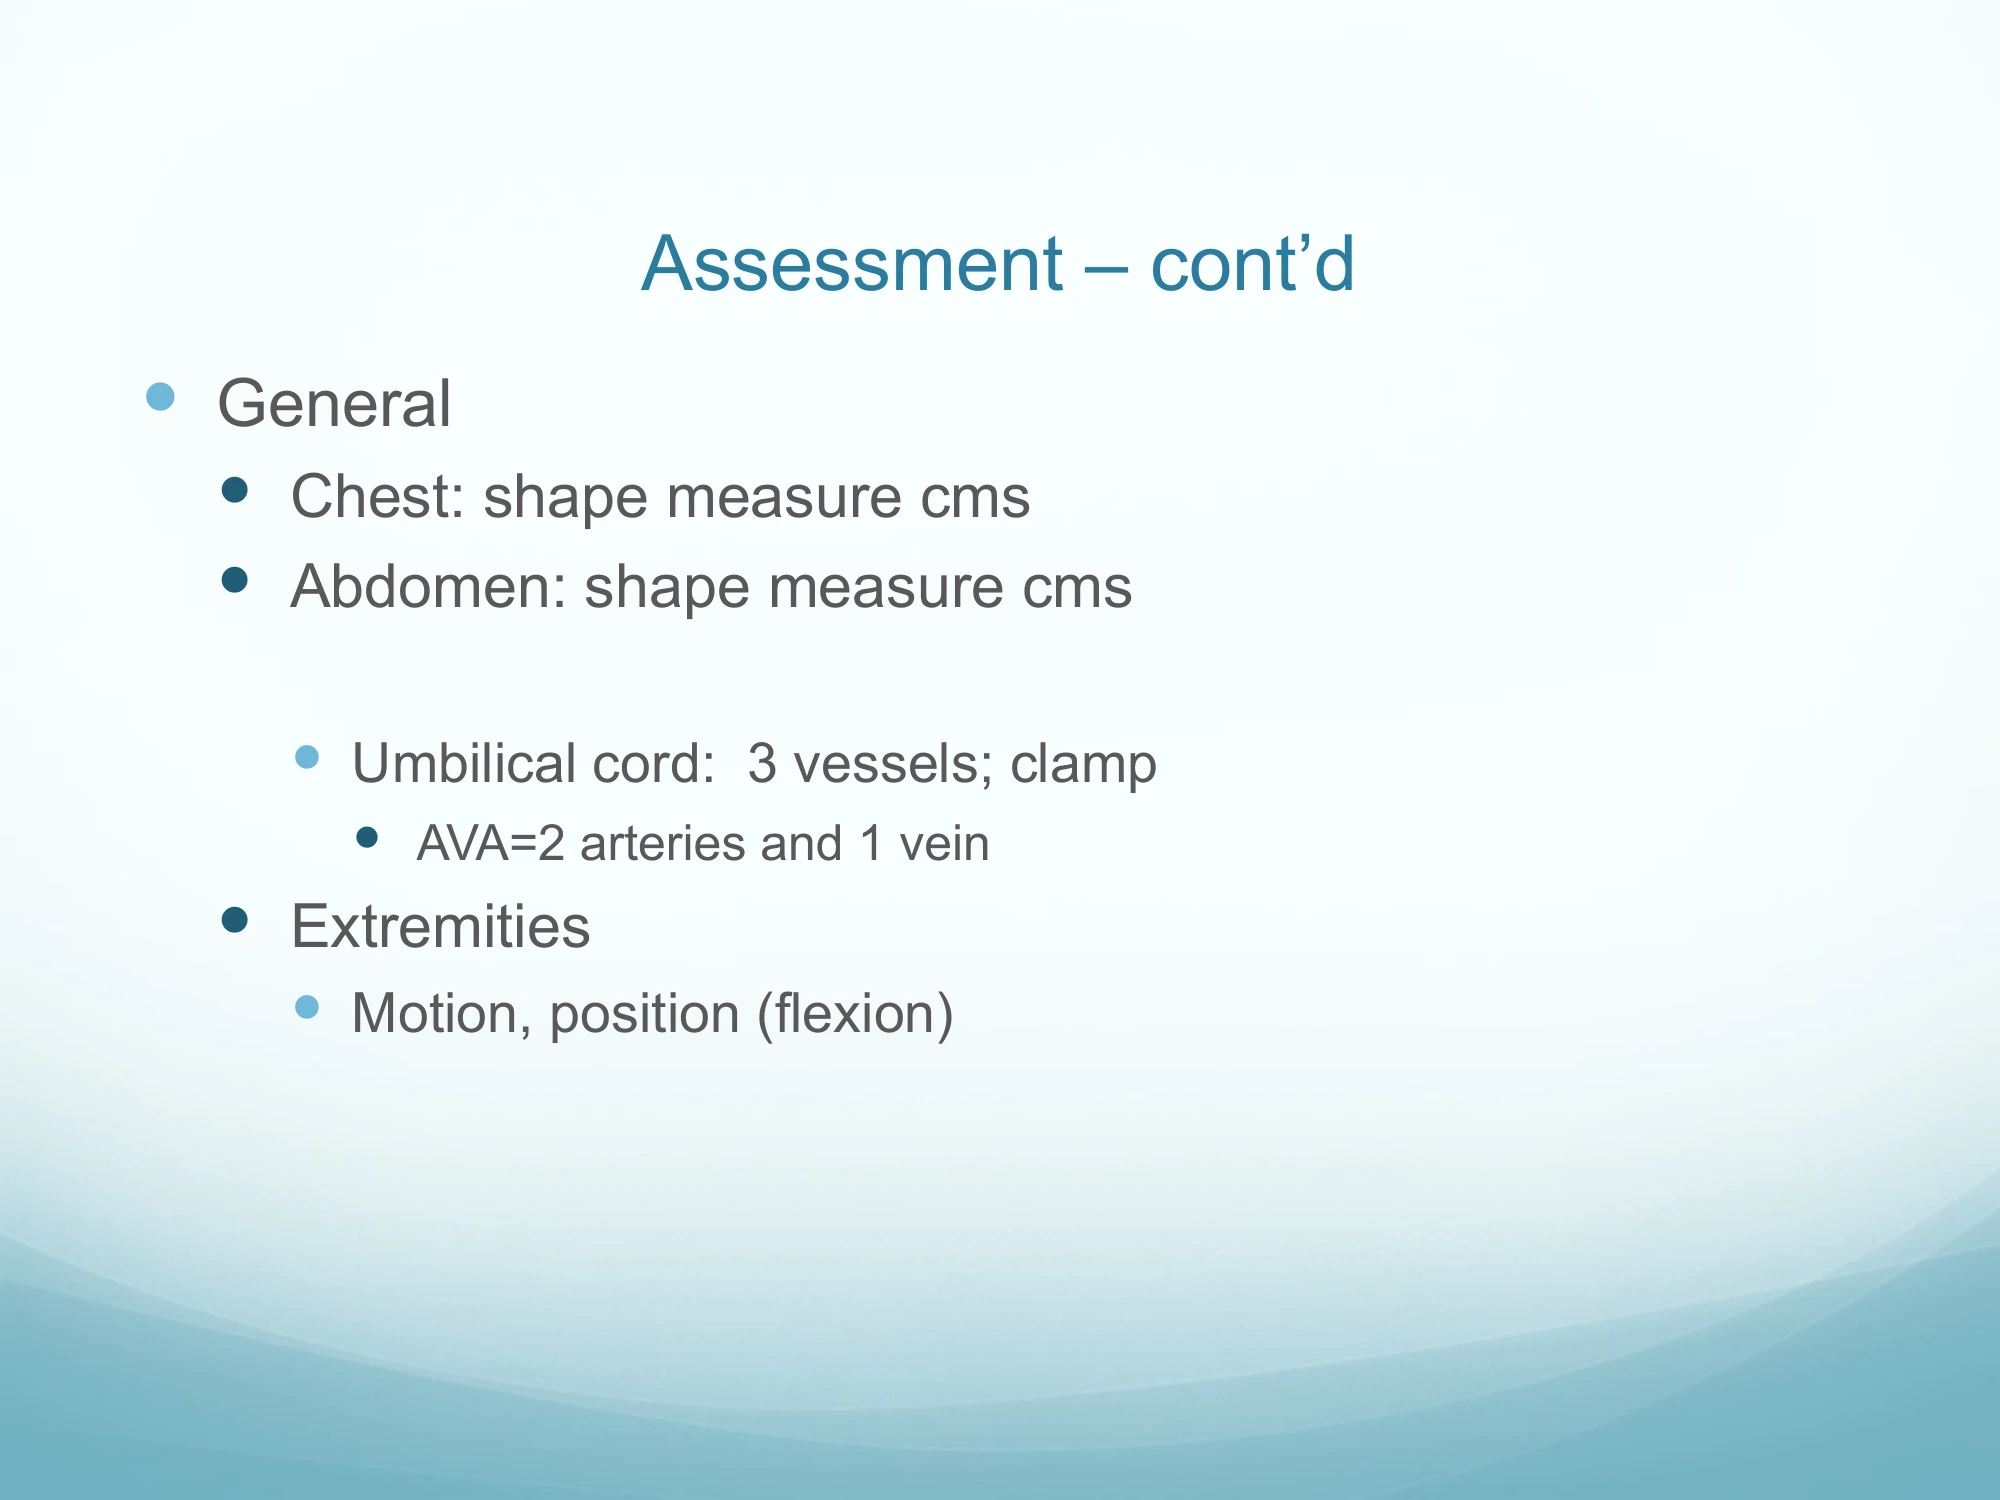 Assessment – cont’d
General
Chest: shape measure cms
Abdomen: shape measure cms
Umbilical cord:  3 vessels; clamp
AVA=2 arteries and 1 vein
Extremities
Motion, position (flexion)